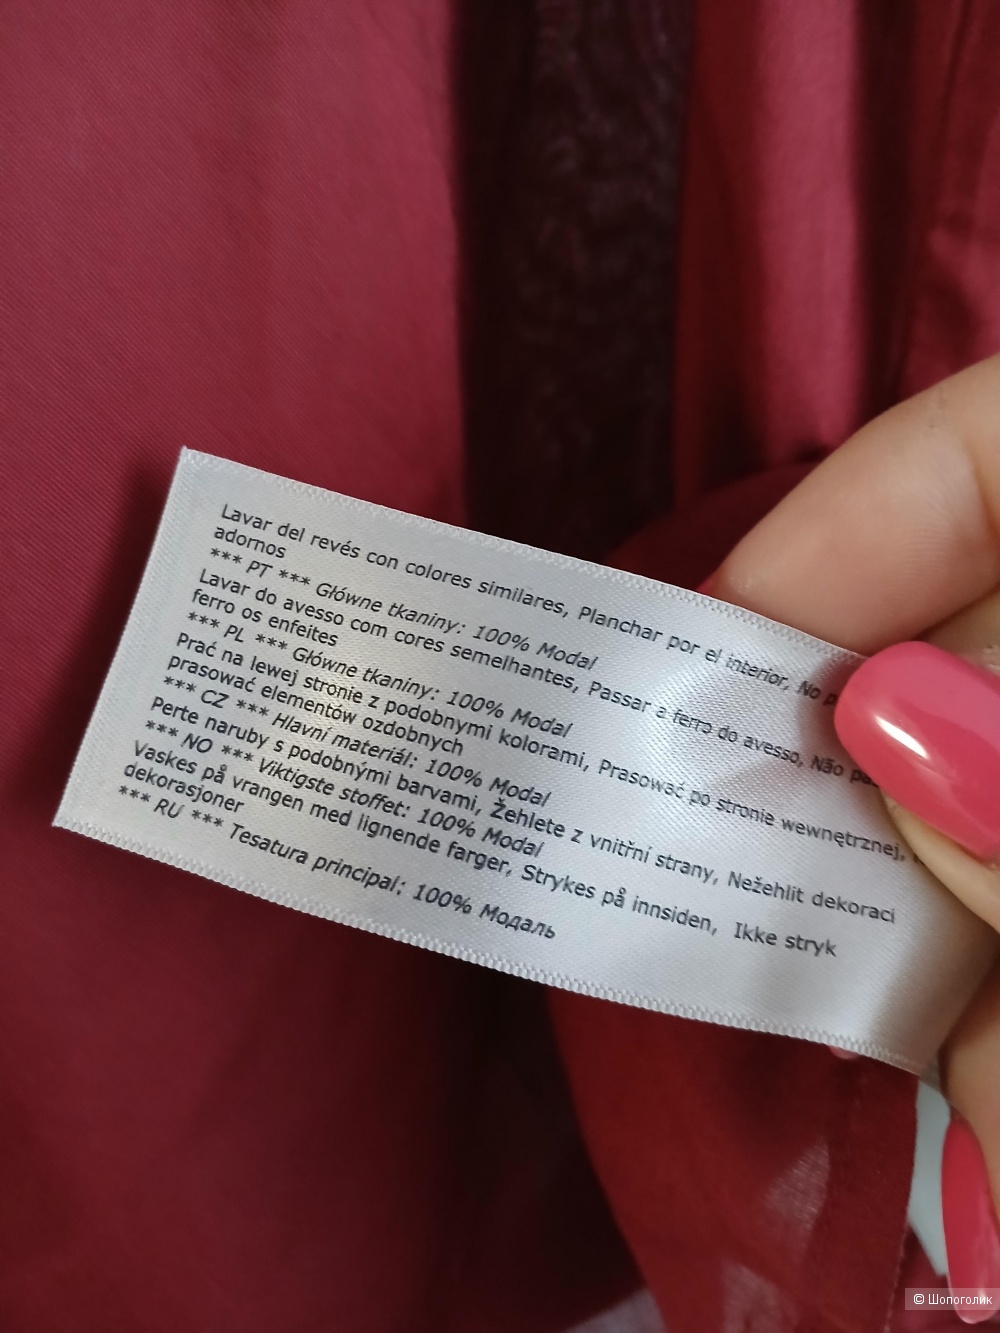 Lavar del revés con colores similares, Planchar por el interior, No
adornos
*** PT *** Główne tkaniny: 100% Modal
Lavar do avesso com cores semelhantes, Passar a ferro do avesso, Não
ferro os enfeites
*** PL *** Główne tkaniny: 100% Modal
Prać na lewej stronie z podobnymi kolorami, Prasować po stronie wewnętrznej,
prasować elementów ozdobnych
*** CZ *** Hlavní materiál: 100% Modal
Perte naruby s podobnými barvami, Žehlete z vnitřní strany, Nežehlit dekoraci
*** NO *** Viktigste stoffet: 100% Modal
Vaskes på vrangen med lignende farger, Strykes på innsiden, Ikke stryk
dekorasjoner
*** RU *** Tesatura principal: 100% Модаль
© Шопоголик